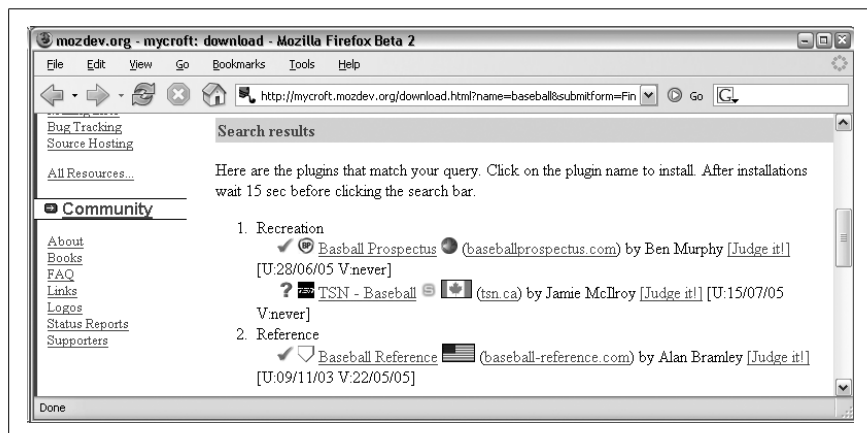 mozdev.org - mycroft: download - Mozilla Firefox Beta 2
File Edit View Go Bookmarks Tools Help
http://mycroft.mozdev.org/download.html?name=baseball&submitform=Fin Go G
Mailing Lists
Bug Tracking
Source Hosting
All Resources...
Community
About
Books
FAQ
Links
Logos
Status Reports
Supporters
Search results
Here are the plugins that match your query. Click on the plugin name to install. After installations
wait 15 sec before clicking the search bar.
1. Recreation
BP Basball Prospectus (baseballprospectus.com) by Ben Murphy [Judge it!]
[U:28/06/05 V:never]
? TSN TSN - Baseball S (tsn.ca) by Jamie McIlroy [Judge it!] [U:15/07/05
V:never]
2. Reference
Baseball Reference (baseball-reference.com) by Alan Bramley [Judge it!]
[U:09/11/03 V:22/05/05]
Done